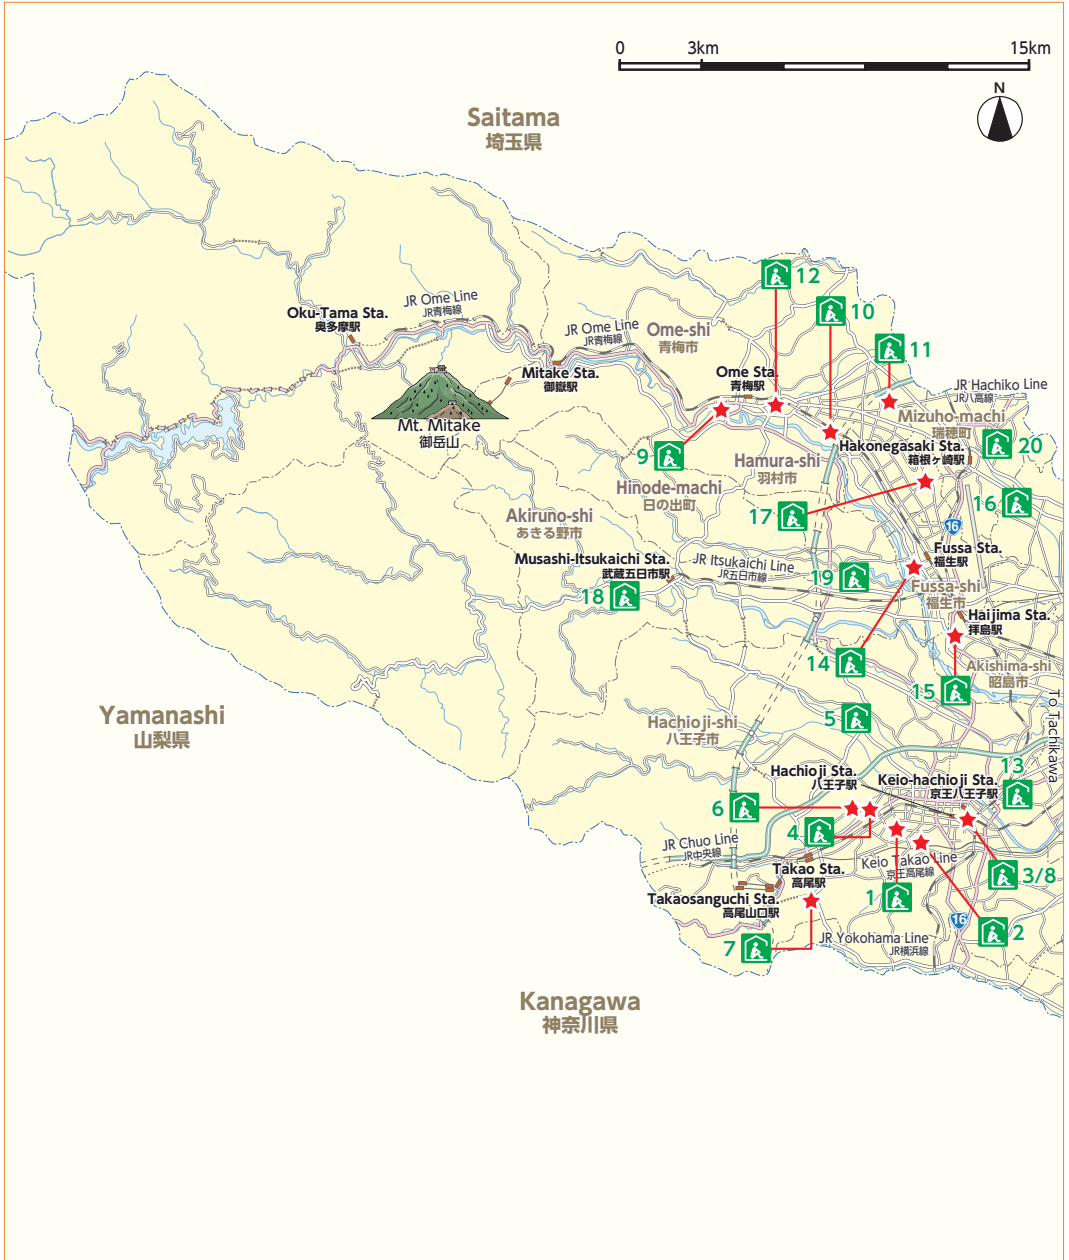 0 3km 15km
N
Saitama
埼玉県
12
10
JR Ome Line
JR青梅線
Oku-Tama Sta.
奥多摩駅
JR Ome Line
JR青梅線
Ome-shi
青梅市
11
Mitake Sta.
御嶽駅
Ome Sta.
青梅駅
JR Hachiko Line
JR八高線
Mt. Mitake
御岳山
Mizuho-machi
瑞穂町
Hakonegasaki Sta.
箱根ヶ崎駅
20
9
Hamura-shi
羽村市
Hinode-machi
日の出町
16
17
Akiruno-shi
あきる野市
16
Fussa Sta.
福生駅
Musashi-Itsukaichi Sta.
武蔵五日市駅
JR Itsukaichi Line
JR五日市線
19
Fussa-shi
福生市
18
Haijima Sta.
拝島駅
14
Akishima-shi
昭島市
15
To Tachikawa
Yamanashi
山梨県
Hachioji-shi
八王子市
5
13
Hachioji Sta.
八王子駅
Keio-hachioji Sta.
京王八王子駅
6
4
JR Chuo Line
JR中央線
Keio Takao Line
京王高尾線
Takao Sta.
高尾駅
3/8
1
Takaosanguchi Sta.
高尾山口駅
16
2
7
JR Yokohama Line
JR横浜線
Kanagawa
神奈川県